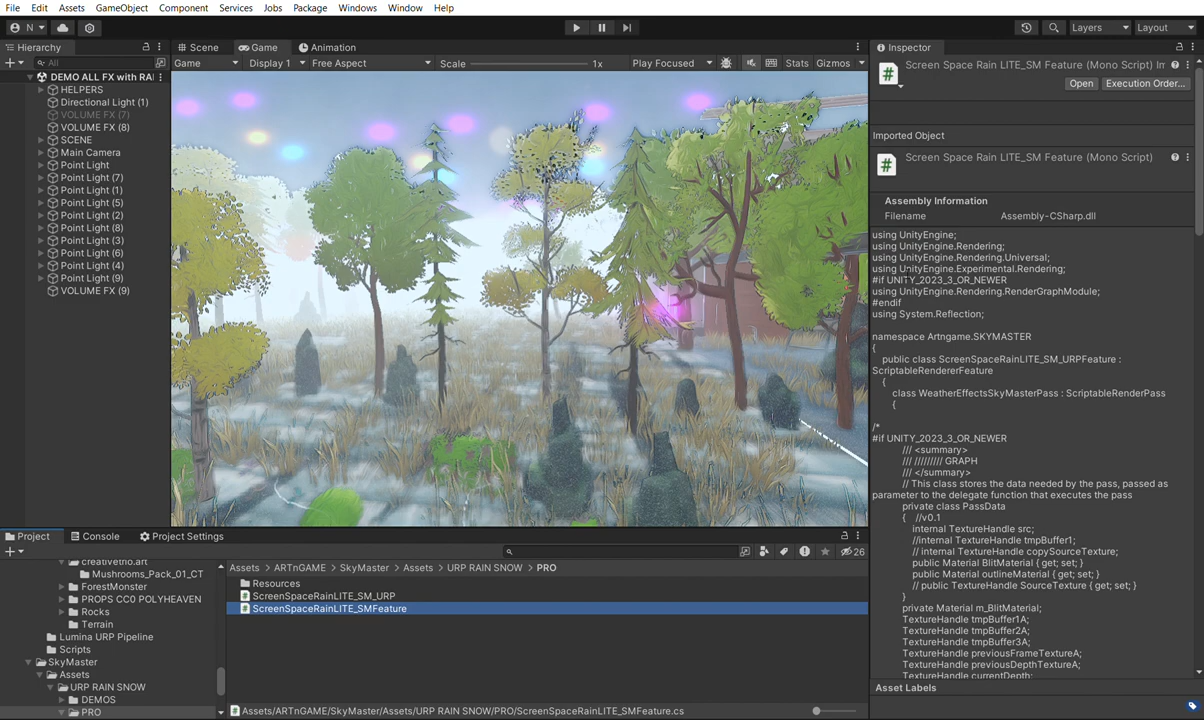 File Edit Assets GameObject Component Services Jobs Package Windows Window Help
N Layers Layout
Hierarchy
All
DEMO ALL FX with RAI
HELPERS
Directional Light (1)
VOLUME FX (7)
VOLUME FX (8)
SCENE
Main Camera
Point Light
Point Light (7)
Point Light (1)
Point Light (5)
Point Light (2)
Point Light (8)
Point Light (3)
Point Light (6)
Point Light (4)
Point Light (9)
VOLUME FX (9)
Scene Game Animation
Game Display 1 Free Aspect Scale 1x Play Focused Stats Gizmos
Inspector
Screen Space Rain LITE_SM Feature (Mono Script) Im
Open Execution Order...
Imported Object
Screen Space Rain LITE_SM Feature (Mono Script)
Assembly Information
Filename Assembly-CSharp.dll
using UnityEngine;
using UnityEngine.Rendering;
using UnityEngine.Rendering.Universal;
using UnityEngine.Experimental.Rendering;
#if UNITY_2023_3_OR_NEWER
using UnityEngine.Rendering.RenderGraphModule;
#endif
using System.Reflection;
namespace Artngame.SKYMASTER
{
public class ScreenSpaceRainLITE_SM_URPFeature :
ScriptableRendererFeature
{
class WeatherEffectsSkyMasterPass : ScriptableRenderPass
{
/*
#if UNITY_2023_3_OR_NEWER
/// <summary>
/// ///////// GRAPH
/// </summary>
// This class stores the data needed by the pass, passed as
parameter to the delegate function that executes the pass
private class PassData
{ //v0.1
internal TextureHandle src;
//internal TextureHandle tmpBuffer1;
// internal TextureHandle copySourceTexture;
public Material BlitMaterial { get; set; }
public Material outlineMaterial { get; set; }
// public TextureHandle SourceTexture { get; set; }
}
private Material m_BlitMaterial;
TextureHandle tmpBuffer1A;
TextureHandle tmpBuffer2A;
TextureHandle tmpBuffer3A;
TextureHandle previousFrameTextureA;
TextureHandle previousDepthTextureA;
TextureHandle currentDepth;
Asset Labels
Project Console Project Settings
26
creativetrio.art
Mushrooms_Pack_01_CT
ForestMonster
PROPS CC0 POLYHEAVEN
Rocks
Terrain
Lumina URP Pipeline
Scripts
SkyMaster
Assets
URP RAIN SNOW
DEMOS
PRO
Assets > ARTnGAME > SkyMaster > Assets > URP RAIN SNOW > PRO
Resources
ScreenSpaceRainLITE_SM_URP
ScreenSpaceRainLITE_SMFeature
Assets/ARTnGAME/SkyMaster/Assets/URP RAIN SNOW/PRO/ScreenSpaceRainLITE_SMFeature.cs